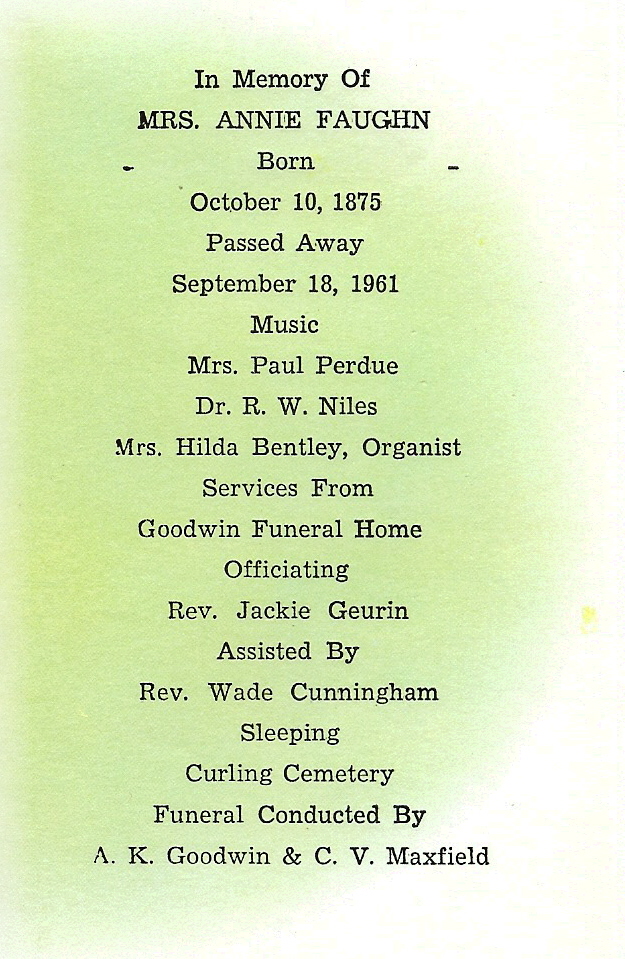 In Memory Of
MRS. ANNIE FAUGHN
Born
October 10, 1875
Passed Away
September 18, 1961
Music
Mrs. Paul Perdue
Dr. R. W. Niles
Mrs. Hilda Bentley, Organist
Services From
Goodwin Funeral Home
Officiating
Rev. Jackie Geurin
Assisted By
Rev. Wade Cunningham
Sleeping
Curling Cemetery
Funeral Conducted By
A. K. Goodwin & C. V. Maxfield